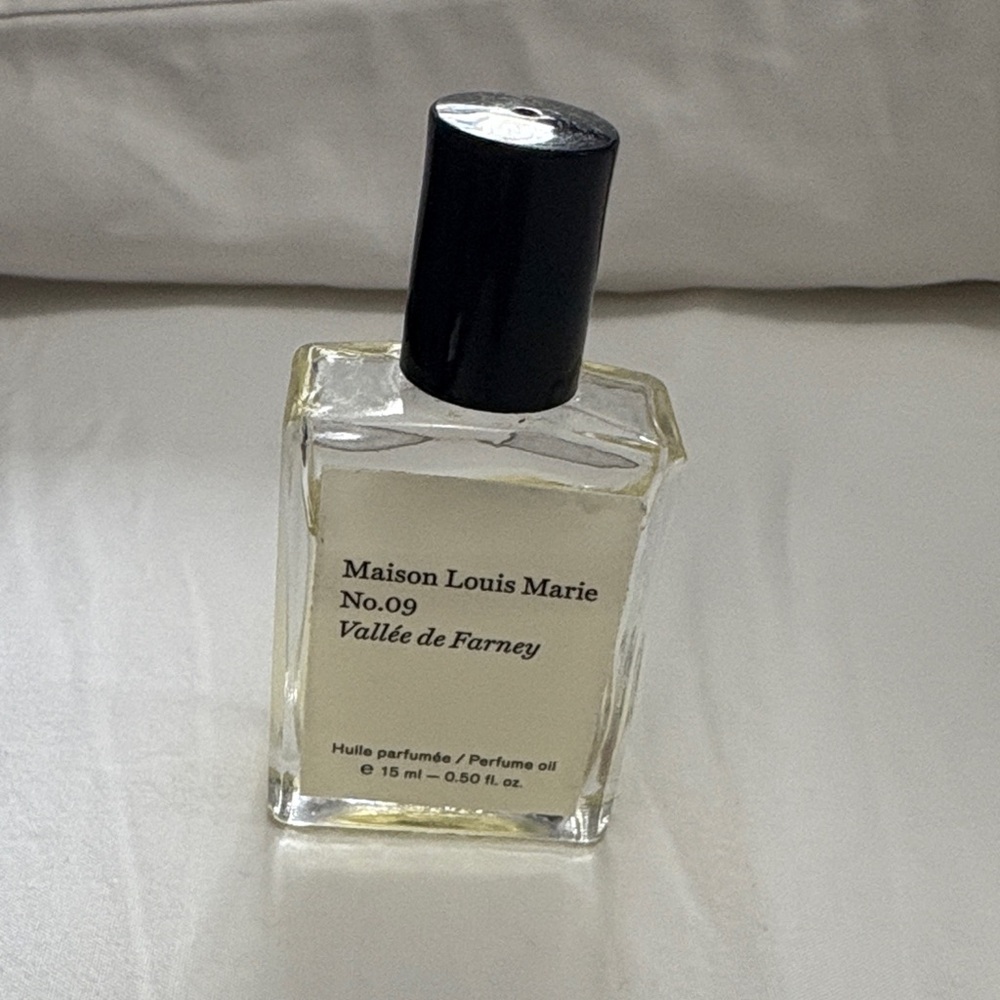 Maison Louis Marie
No.09
Vallée de Farney
Huile parfumée / Perfume oil
℮ 15 ml — 0.50 fl. oz.